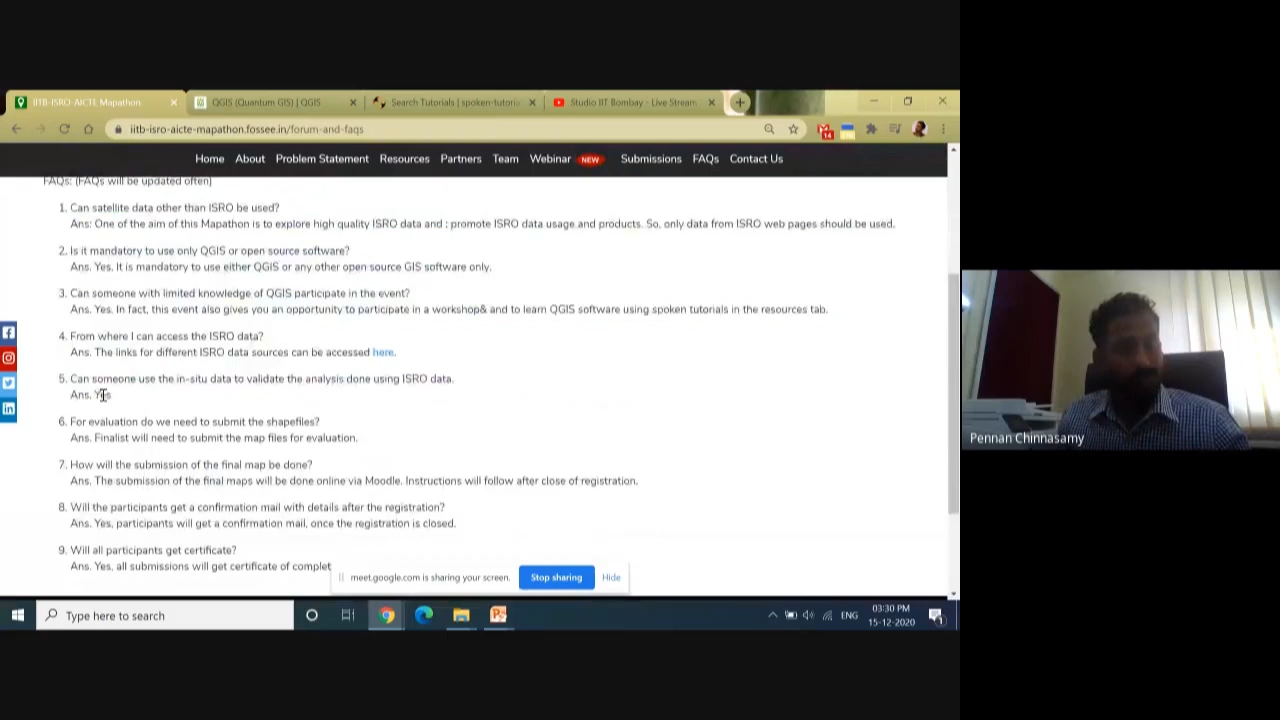 IITB-ISRO-AICTE Mapathon
QGIS (Quantum GIS) | QGIS
Search Tutorials | spoken-tutoria
Studio IIT Bombay - Live Stream
iitb-isro-aicte-mapathon.fossee.in/forum-and-faqs
14
Home About Problem Statement Resources Partners Team Webinar NEW Submissions FAQs Contact Us
FAQs: (FAQs will be updated often)
1. Can satellite data other than ISRO be used?
Ans: One of the aim of this Mapathon is to explore high quality ISRO data and ; promote ISRO data usage and products. So, only data from ISRO web pages should be used.
2. Is it mandatory to use only QGIS or open source software?
Ans. Yes. It is mandatory to use either QGIS or any other open source GIS software only.
3. Can someone with limited knowledge of QGIS participate in the event?
Ans. Yes. In fact, this event also gives you an opportunity to participate in a workshop& and to learn QGIS software using spoken tutorials in the resources tab.
4. From where I can access the ISRO data?
Ans. The links for different ISRO data sources can be accessed here.
5. Can someone use the in-situ data to validate the analysis done using ISRO data.
Ans. Yes
6. For evaluation do we need to submit the shapefiles?
Ans. Finalist will need to submit the map files for evaluation.
7. How will the submission of the final map be done?
Ans. The submission of the final maps will be done online via Moodle. Instructions will follow after close of registration.
8. Will the participants get a confirmation mail with details after the registration?
Ans. Yes, participants will get a confirmation mail, once the registration is closed.
9. Will all participants get certificate?
Ans. Yes, all submissions will get certificate of complet
meet.google.com is sharing your screen. Stop sharing Hide
Type here to search
ENG
03:30 PM
15-12-2020
Pennan Chinnasamy